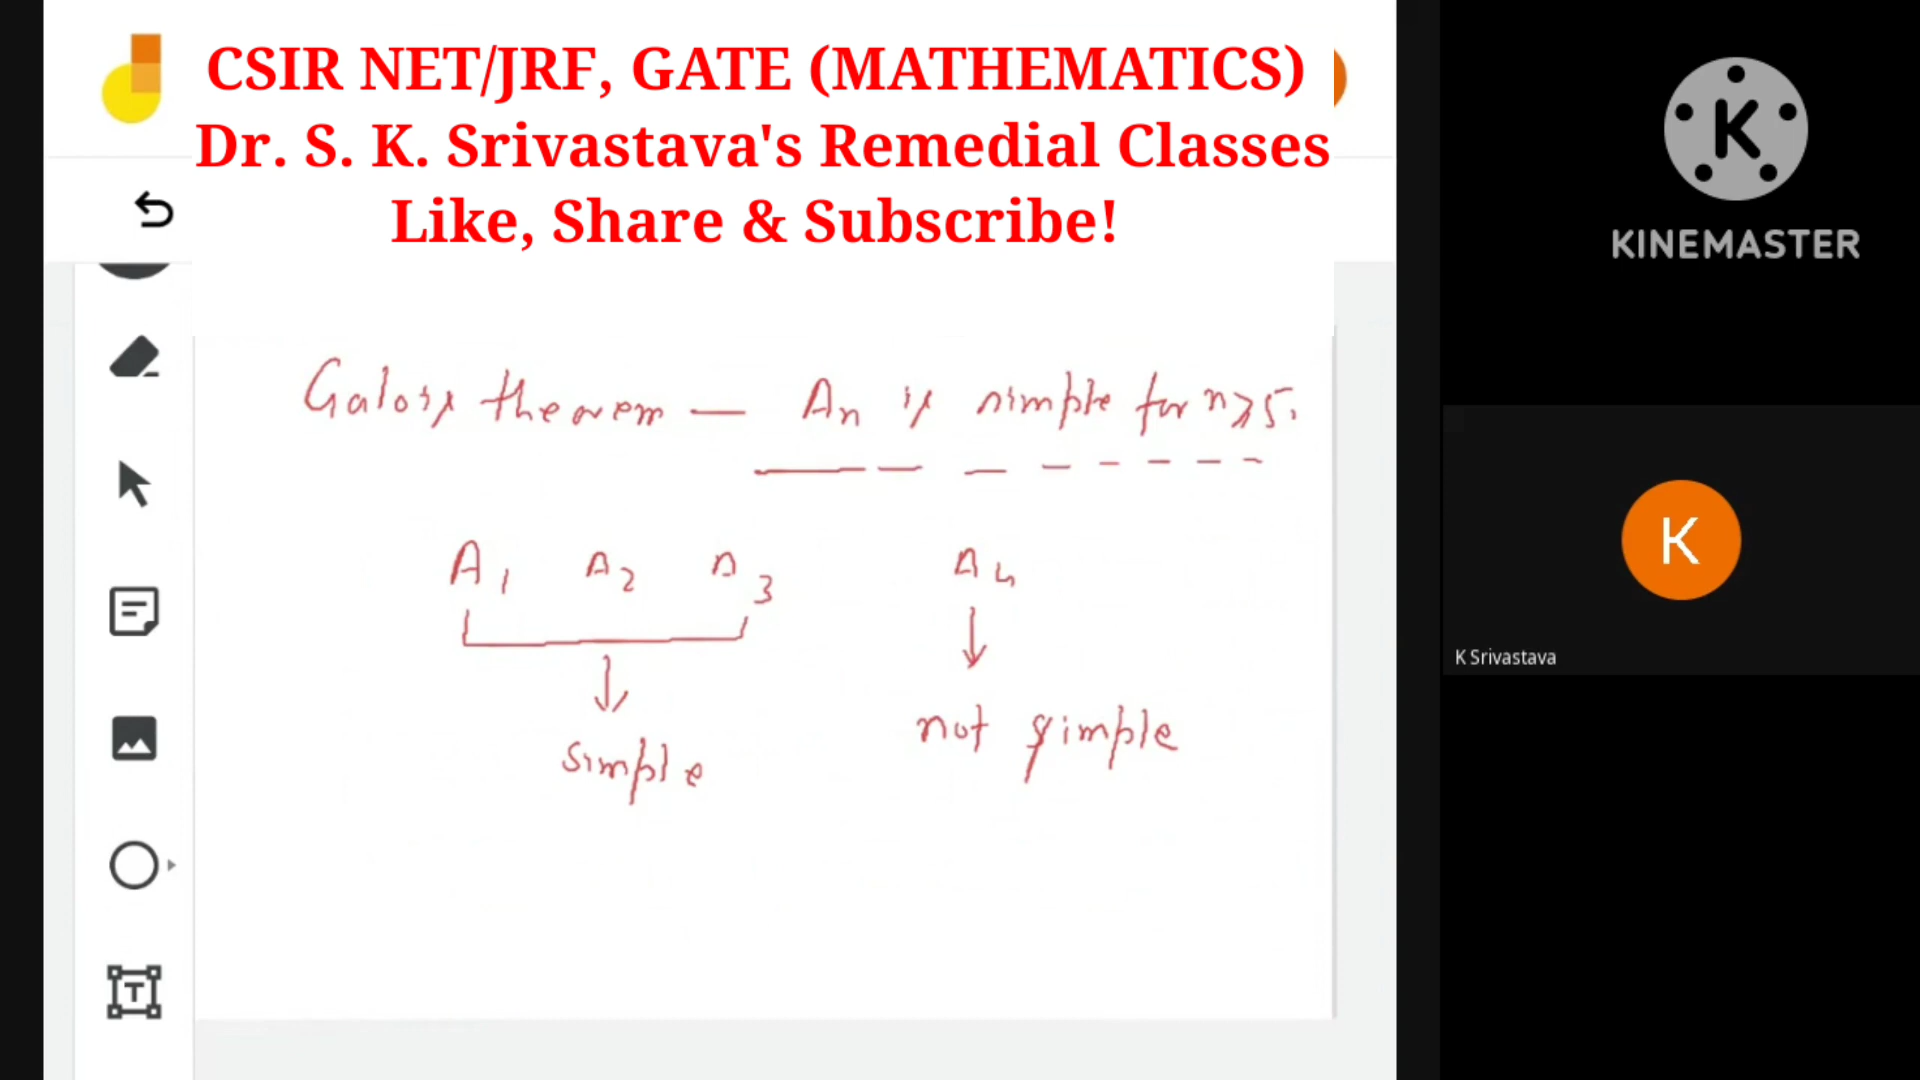 CSIR NET/JRF, GATE (MATHEMATICS)
Dr. S. K. Srivastava's Remedial Classes
Like, Share & Subscribe!
K
KINEMASTER
Galois theorem — An is simple for n≥5.
A1 A2 A3 A4
simple
not simple
T
K
K Srivastava